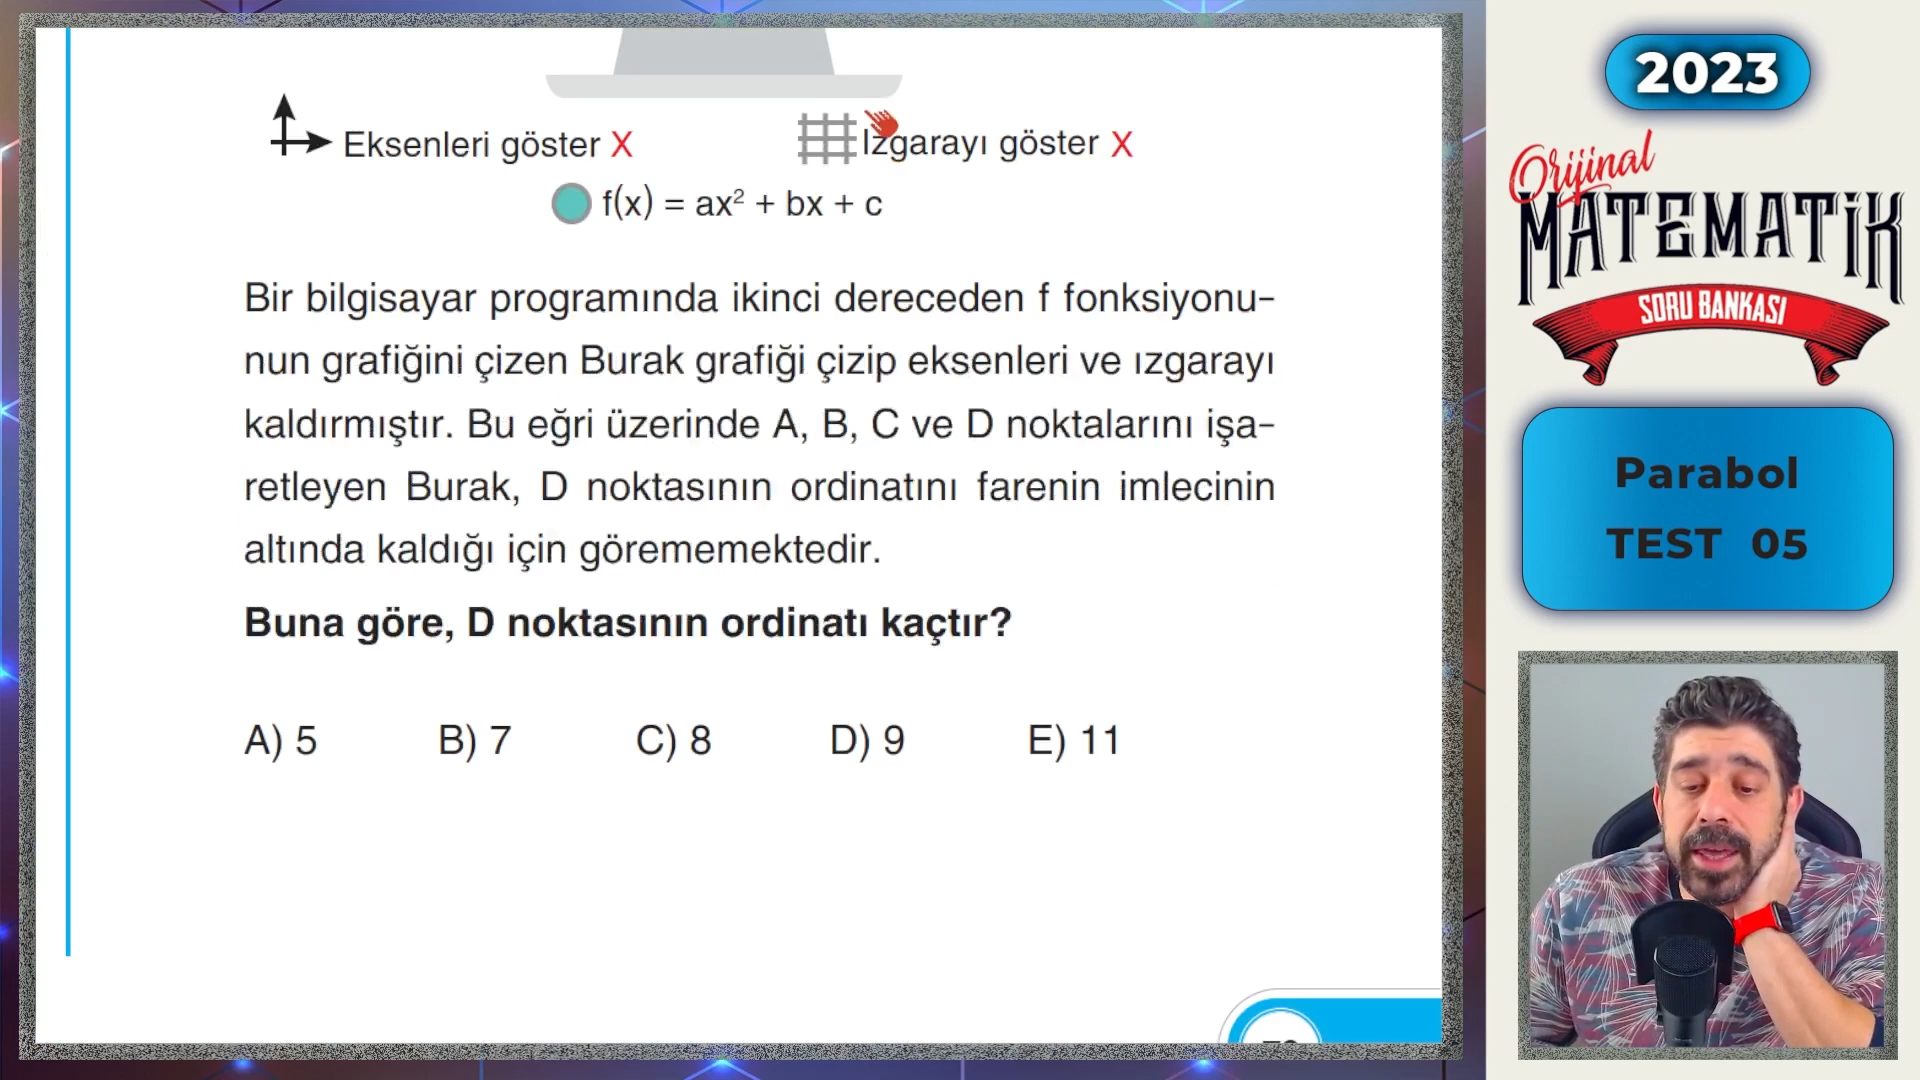 Eksenleri göster X
Izgarayı göster X
f(x) = ax² + bx + c
Bir bilgisayar programında ikinci dereceden f fonksiyonu-
nun grafiğini çizen Burak grafiği çizip eksenleri ve ızgarayı
kaldırmıştır. Bu eğri üzerinde A, B, C ve D noktalarını işa-
retleyen Burak, D noktasının ordinatını farenin imlecinin
altında kaldığı için görememektedir.
Buna göre, D noktasının ordinatı kaçtır?
A) 5 B) 7 C) 8 D) 9 E) 11
2023
Orijinal
MATEMATİK
SORU BANKASI
Parabol
TEST 05